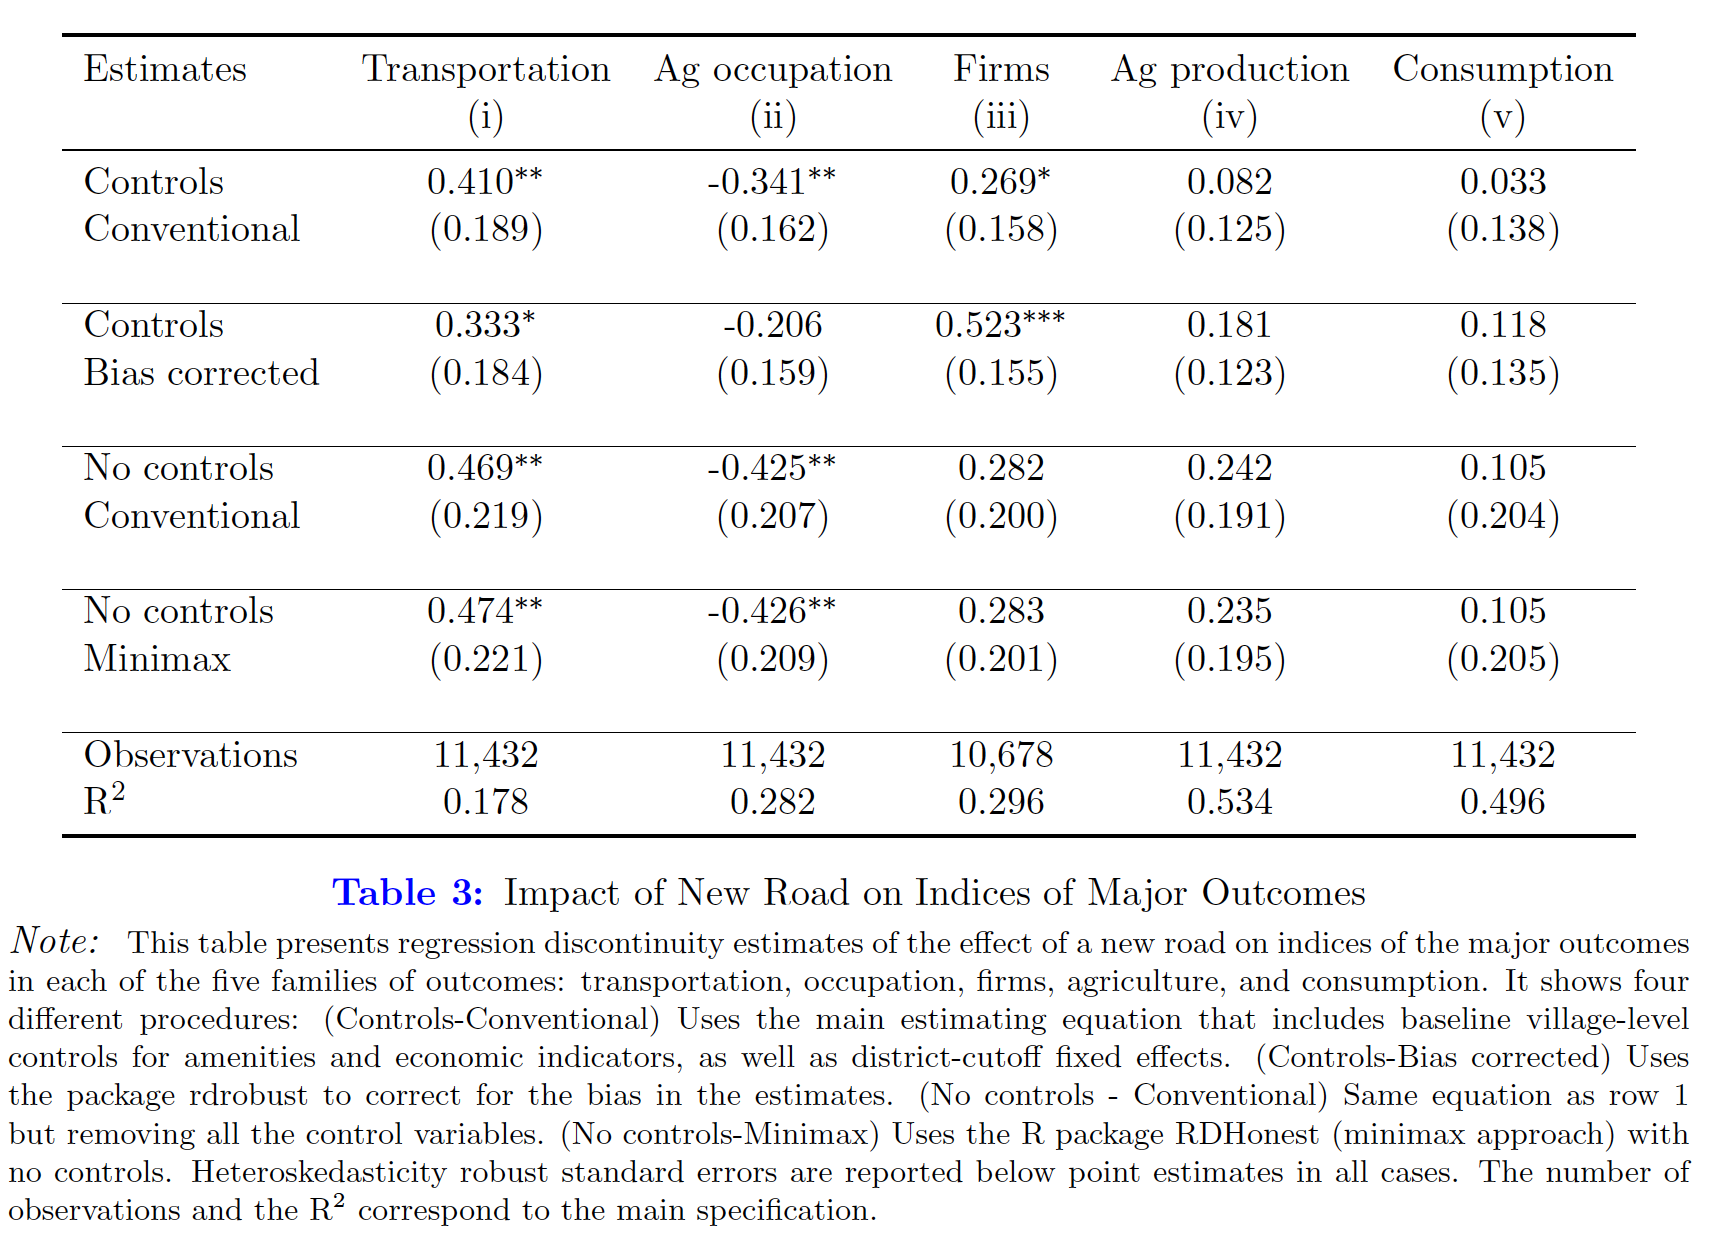 Estimates Transportation Ag occupation Firms Ag production Consumption
(i) (ii) (iii) (iv) (v)
Controls 0.410** -0.341** 0.269* 0.082 0.033
Conventional (0.189) (0.162) (0.158) (0.125) (0.138)
Controls 0.333* -0.206 0.523*** 0.181 0.118
Bias corrected (0.184) (0.159) (0.155) (0.123) (0.135)
No controls 0.469** -0.425** 0.282 0.242 0.105
Conventional (0.219) (0.207) (0.200) (0.191) (0.204)
No controls 0.474** -0.426** 0.283 0.235 0.105
Minimax (0.221) (0.209) (0.201) (0.195) (0.205)
Observations 11,432 11,432 10,678 11,432 11,432
R² 0.178 0.282 0.296 0.534 0.496
Table 3: Impact of New Road on Indices of Major Outcomes
Note: This table presents regression discontinuity estimates of the effect of a new road on indices of the major outcomes
in each of the five families of outcomes: transportation, occupation, firms, agriculture, and consumption. It shows four
different procedures: (Controls-Conventional) Uses the main estimating equation that includes baseline village-level
controls for amenities and economic indicators, as well as district-cutoff fixed effects. (Controls-Bias corrected) Uses
the package rdrobust to correct for the bias in the estimates. (No controls - Conventional) Same equation as row 1
but removing all the control variables. (No controls-Minimax) Uses the R package RDHonest (minimax approach) with
no controls. Heteroskedasticity robust standard errors are reported below point estimates in all cases. The number of
observations and the R² correspond to the main specification.